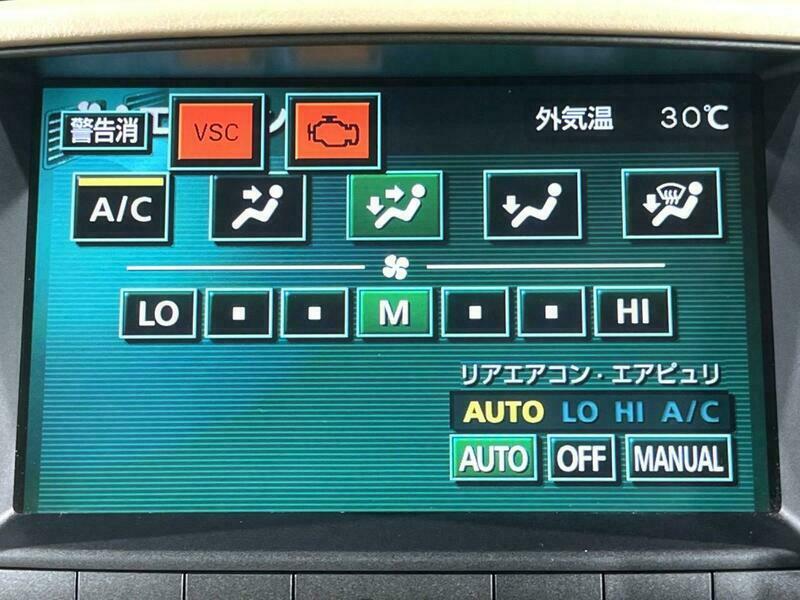 警告消 VSC
外気温 30℃
A/C
LO M HI
リアエアコン・エアピュリ
AUTO LO HI A/C
AUTO OFF MANUAL